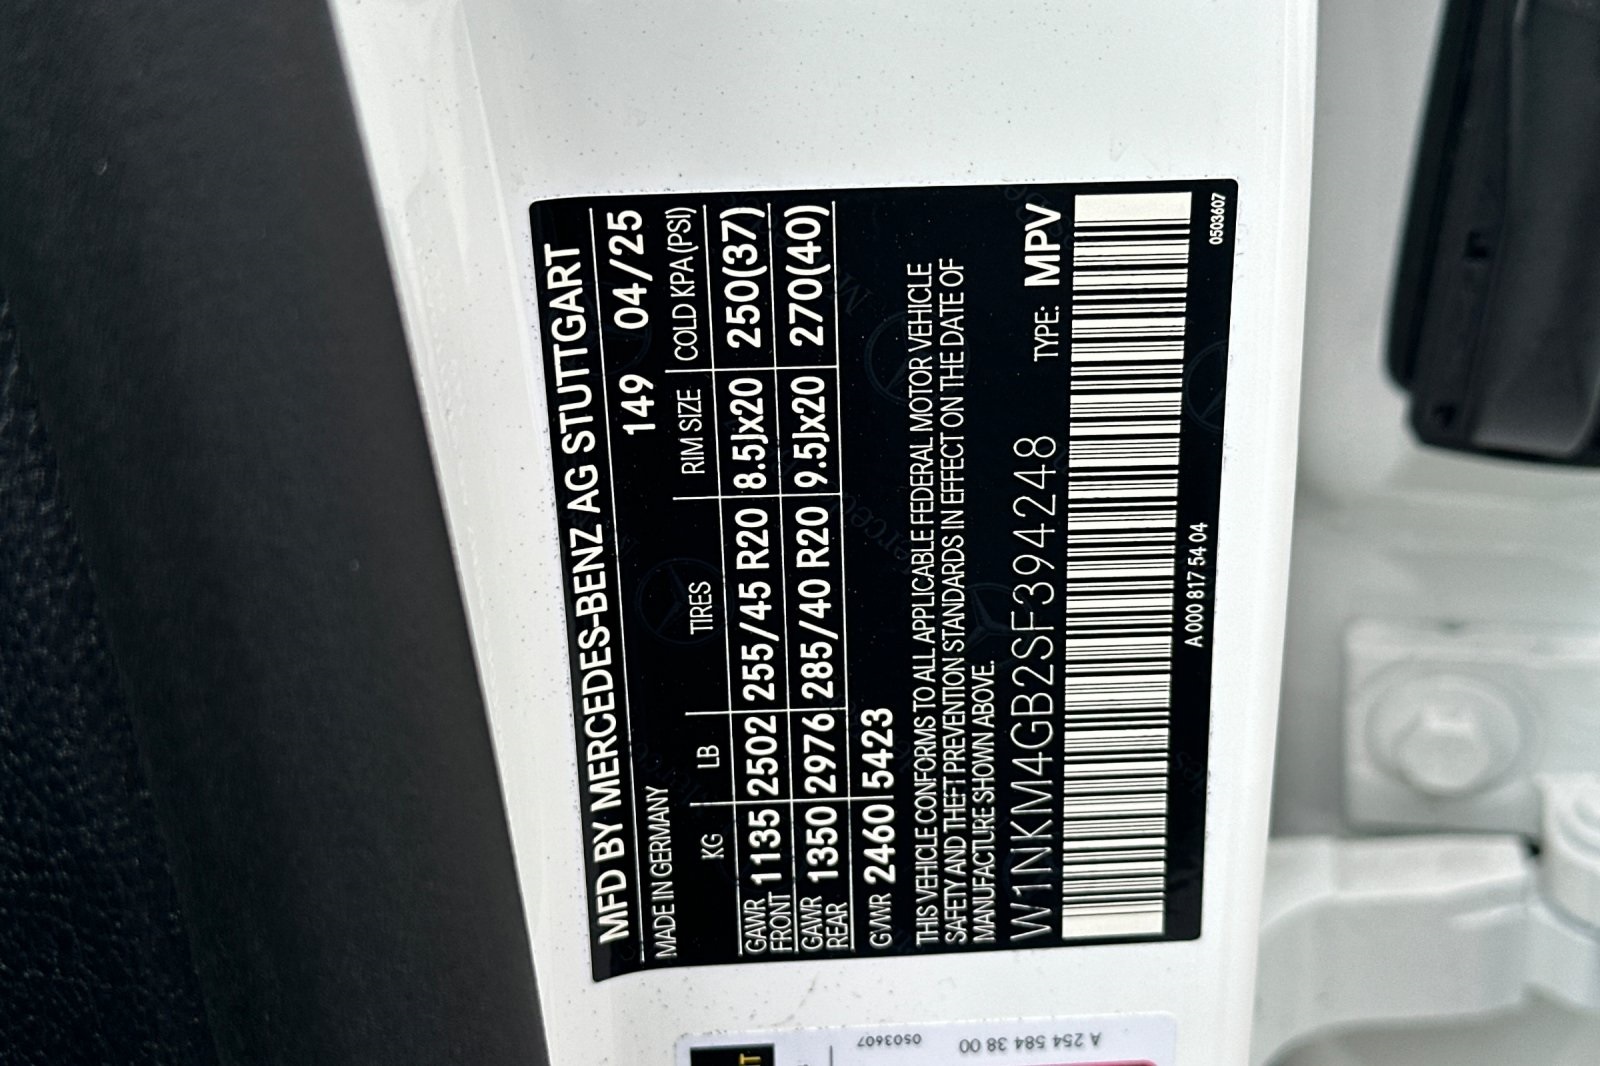 MFD BY MERCEDES-BENZ AG STUTTGART
MADE IN GERMANY 149 04/25
KG LB TIRES RIM SIZE COLD KPA(PSI)
GAWR FRONT 1135 2502 255/45 R20 8.5Jx20 250(37)
GAWR REAR 1350 2976 285/40 R20 9.5Jx20 270(40)
GVWR 2460 5423
THIS VEHICLE CONFORMS TO ALL APPLICABLE FEDERAL MOTOR VEHICLE
SAFETY AND THEFT PREVENTION STANDARDS IN EFFECT ON THE DATE OF
MANUFACTURE SHOWN ABOVE.
W1NKM4GB2SF394248 TYPE: MPV
A 000 817 54 04
0503607
A 254 584 38 00
0503607